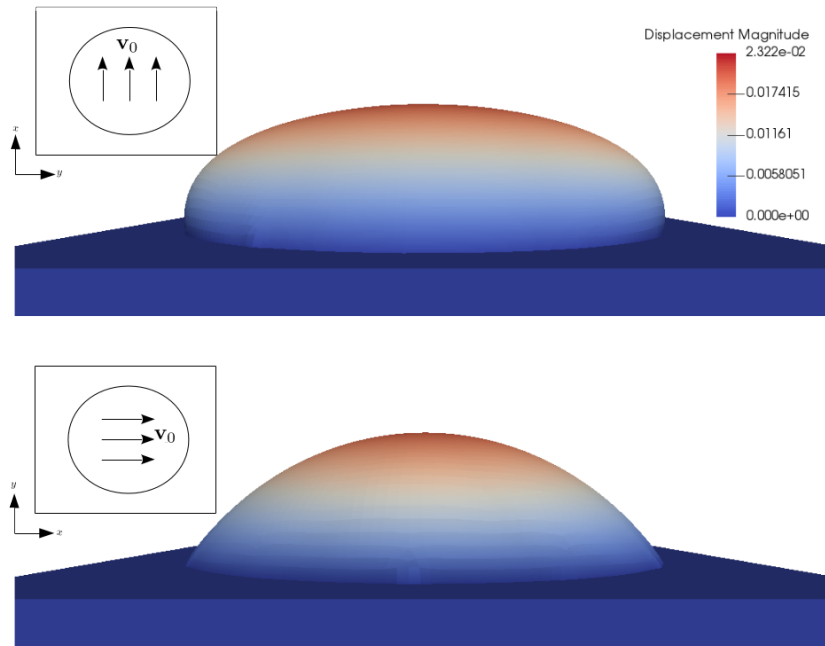 v₀
x
y
Displacement Magnitude
2.322e-02
0.017415
0.01161
0.0058051
0.000e+00
v₀
y
x